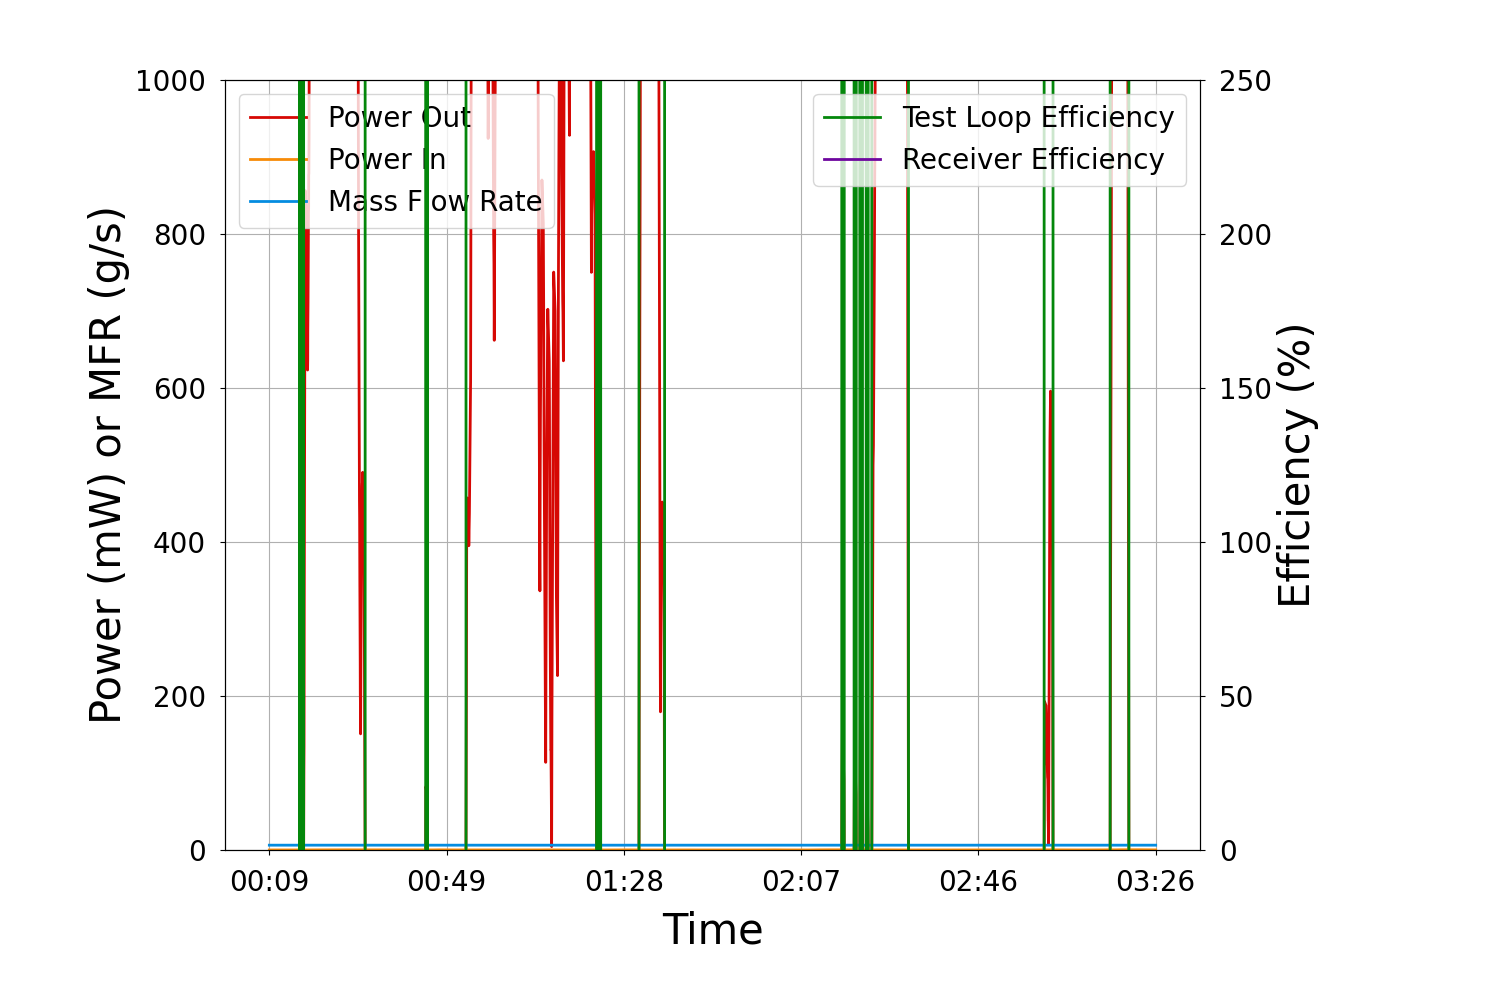 1000
800
600
400
200
0
Power (mW) or MFR (g/s)
Power Out
Power In
Mass Flow Rate
Test Loop Efficiency
Receiver Efficiency
250
200
150
100
50
0
Efficiency (%)
00:09 00:49 01:28 02:07 02:46 03:26
Time